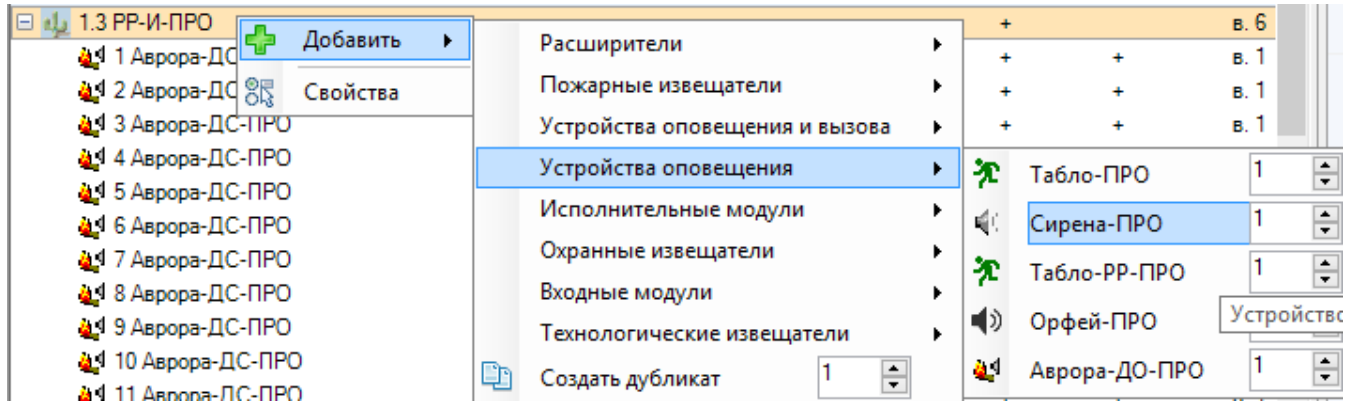 1.3 РР-И-ПРО + в. 6
Добавить
Свойства
1 Аврора-ДС + + в. 1
2 Аврора-ДС + + в. 1
3 Аврора-ДС-ПРО + + в. 1
4 Аврора-ДС-ПРО
5 Аврора-ДС-ПРО
6 Аврора-ДС-ПРО
7 Аврора-ДС-ПРО
8 Аврора-ДС-ПРО
9 Аврора-ДС-ПРО
10 Аврора-ДС-ПРО
11 Аврора-ДС-ПРО
Расширители
Пожарные извещатели
Устройства оповещения и вызова
Устройства оповещения
Исполнительные модули
Охранные извещатели
Входные модули
Технологические извещатели
Создать дубликат 1
Табло-ПРО 1
Сирена-ПРО 1
Табло-РР-ПРО 1
Орфей-ПРО
Устройство
Аврора-ДО-ПРО 1